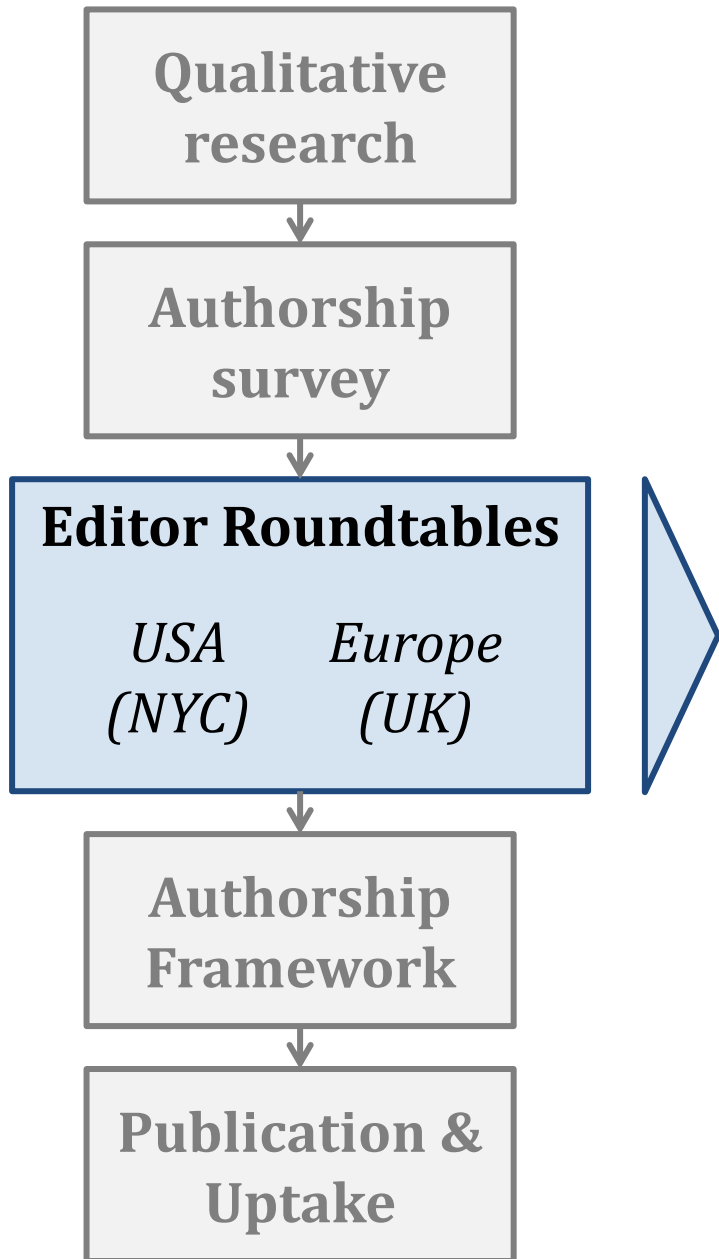 Qualitative
research
Authorship
survey
Editor Roundtables
USA Europe
(NYC) (UK)
Authorship
Framework
Publication &
Uptake